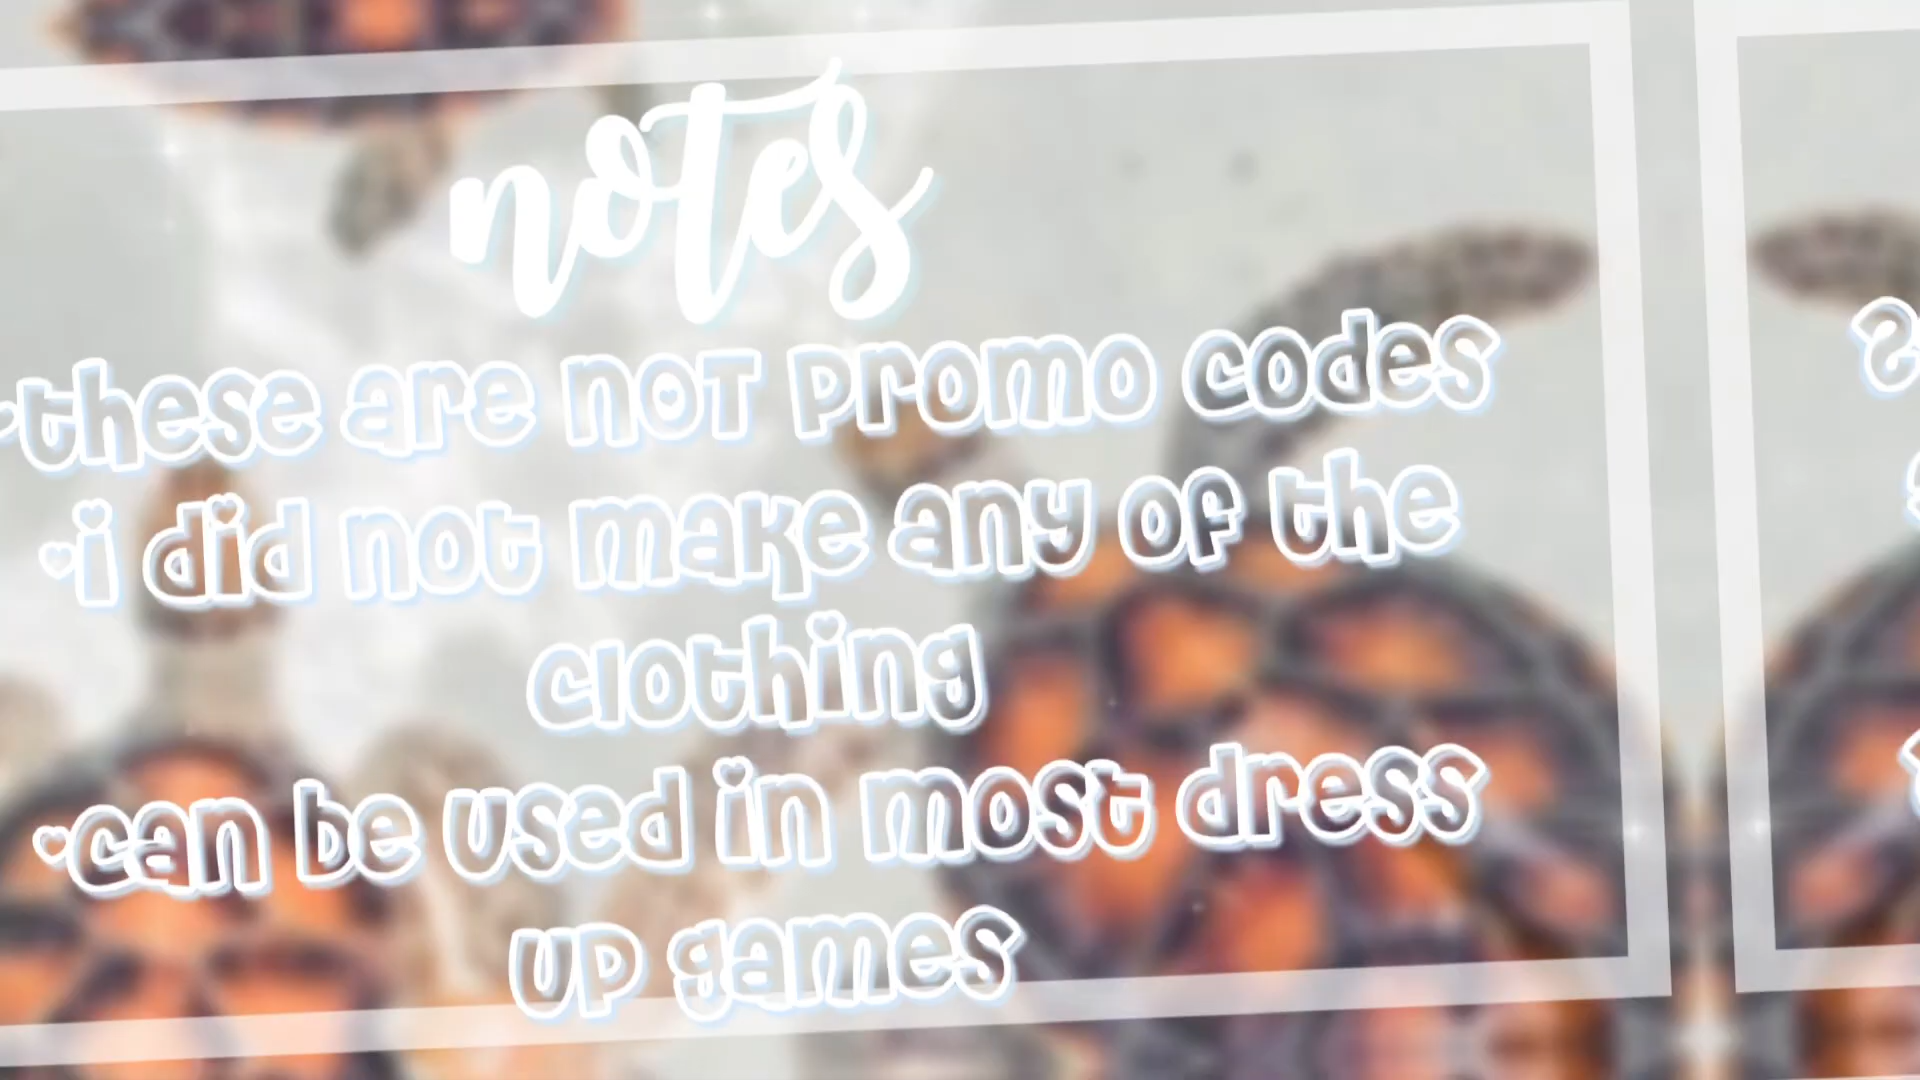 notes
•these are NOT promo codes
•i did not make any of the
clothing
•can be used in most dress
up games